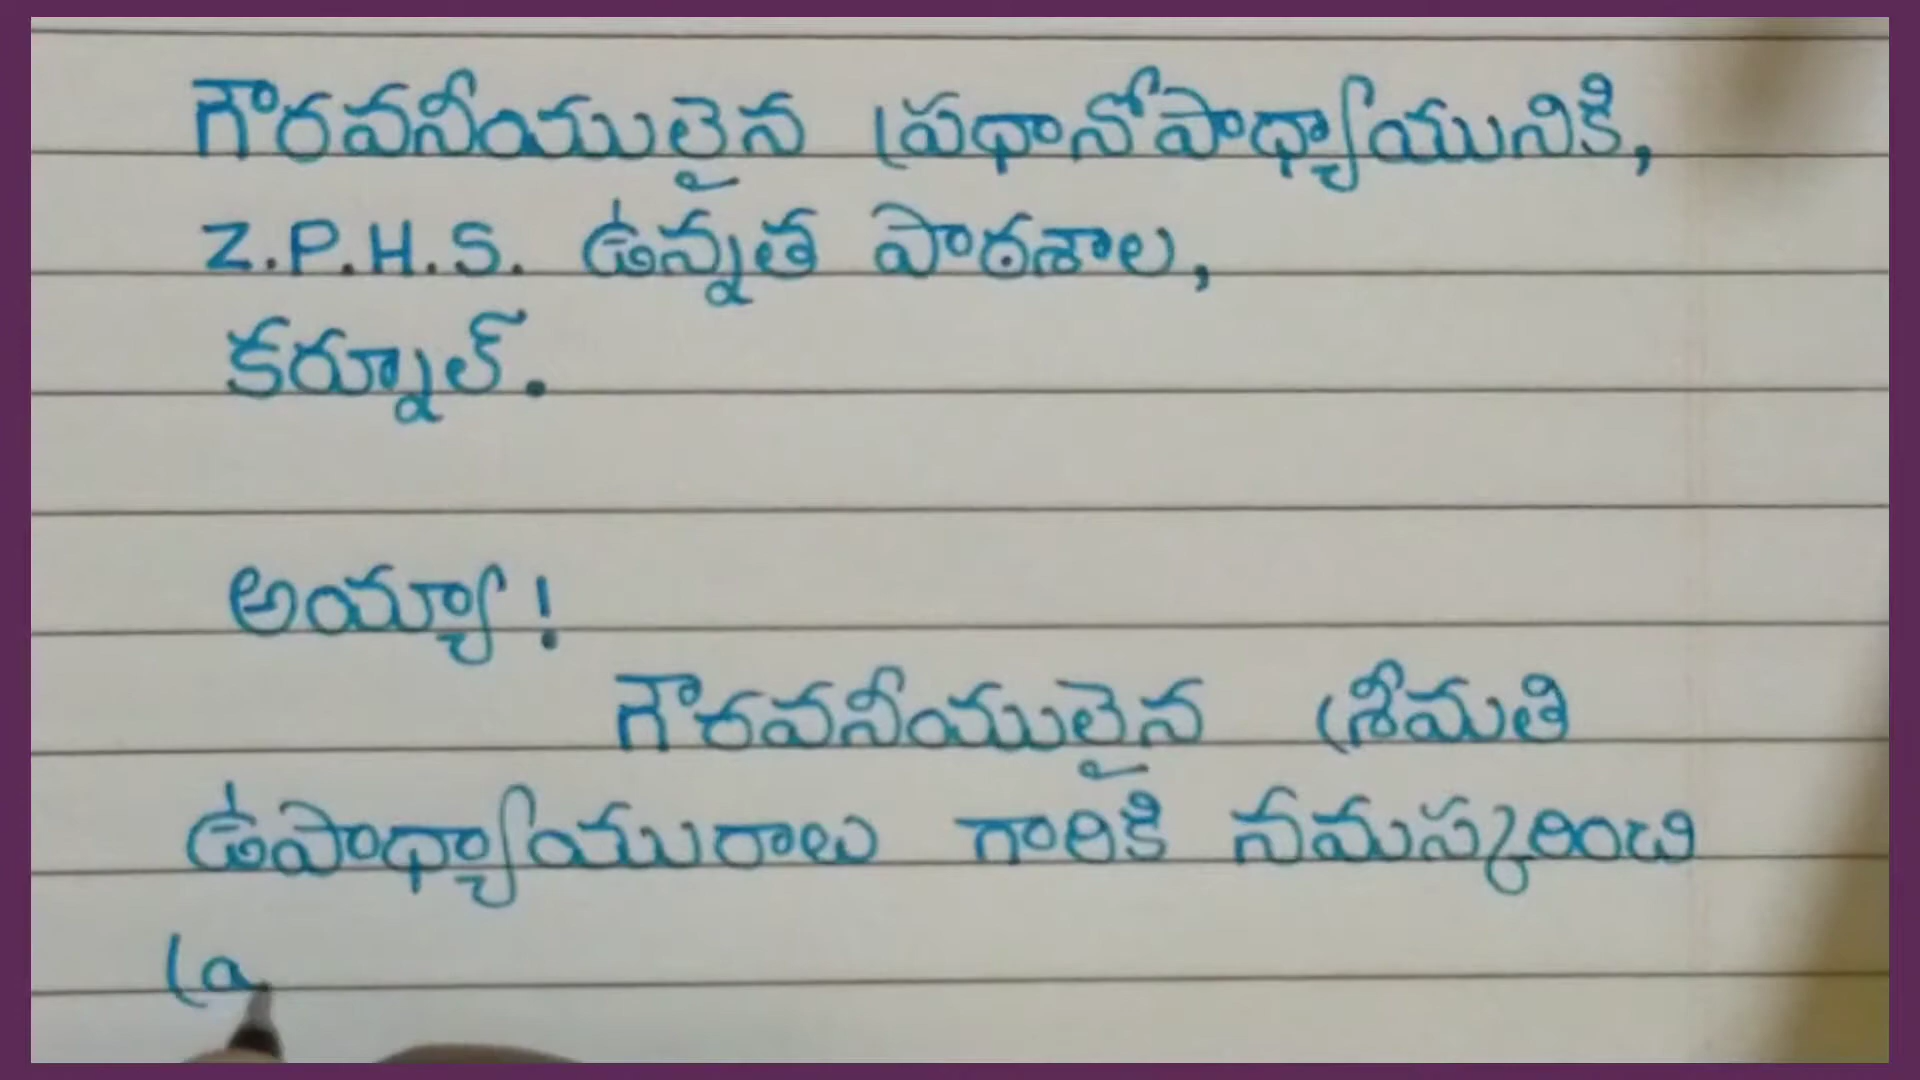 గౌరవనీయులైన ప్రధానోపాధ్యాయునికి,
Z.P.H.S. ఉన్నత పాఠశాల,
కర్నూల్.
అయ్యా!
గౌరవనీయులైన శ్రీమతి
ఉపాధ్యాయురాలు గారికి నమస్కరించి